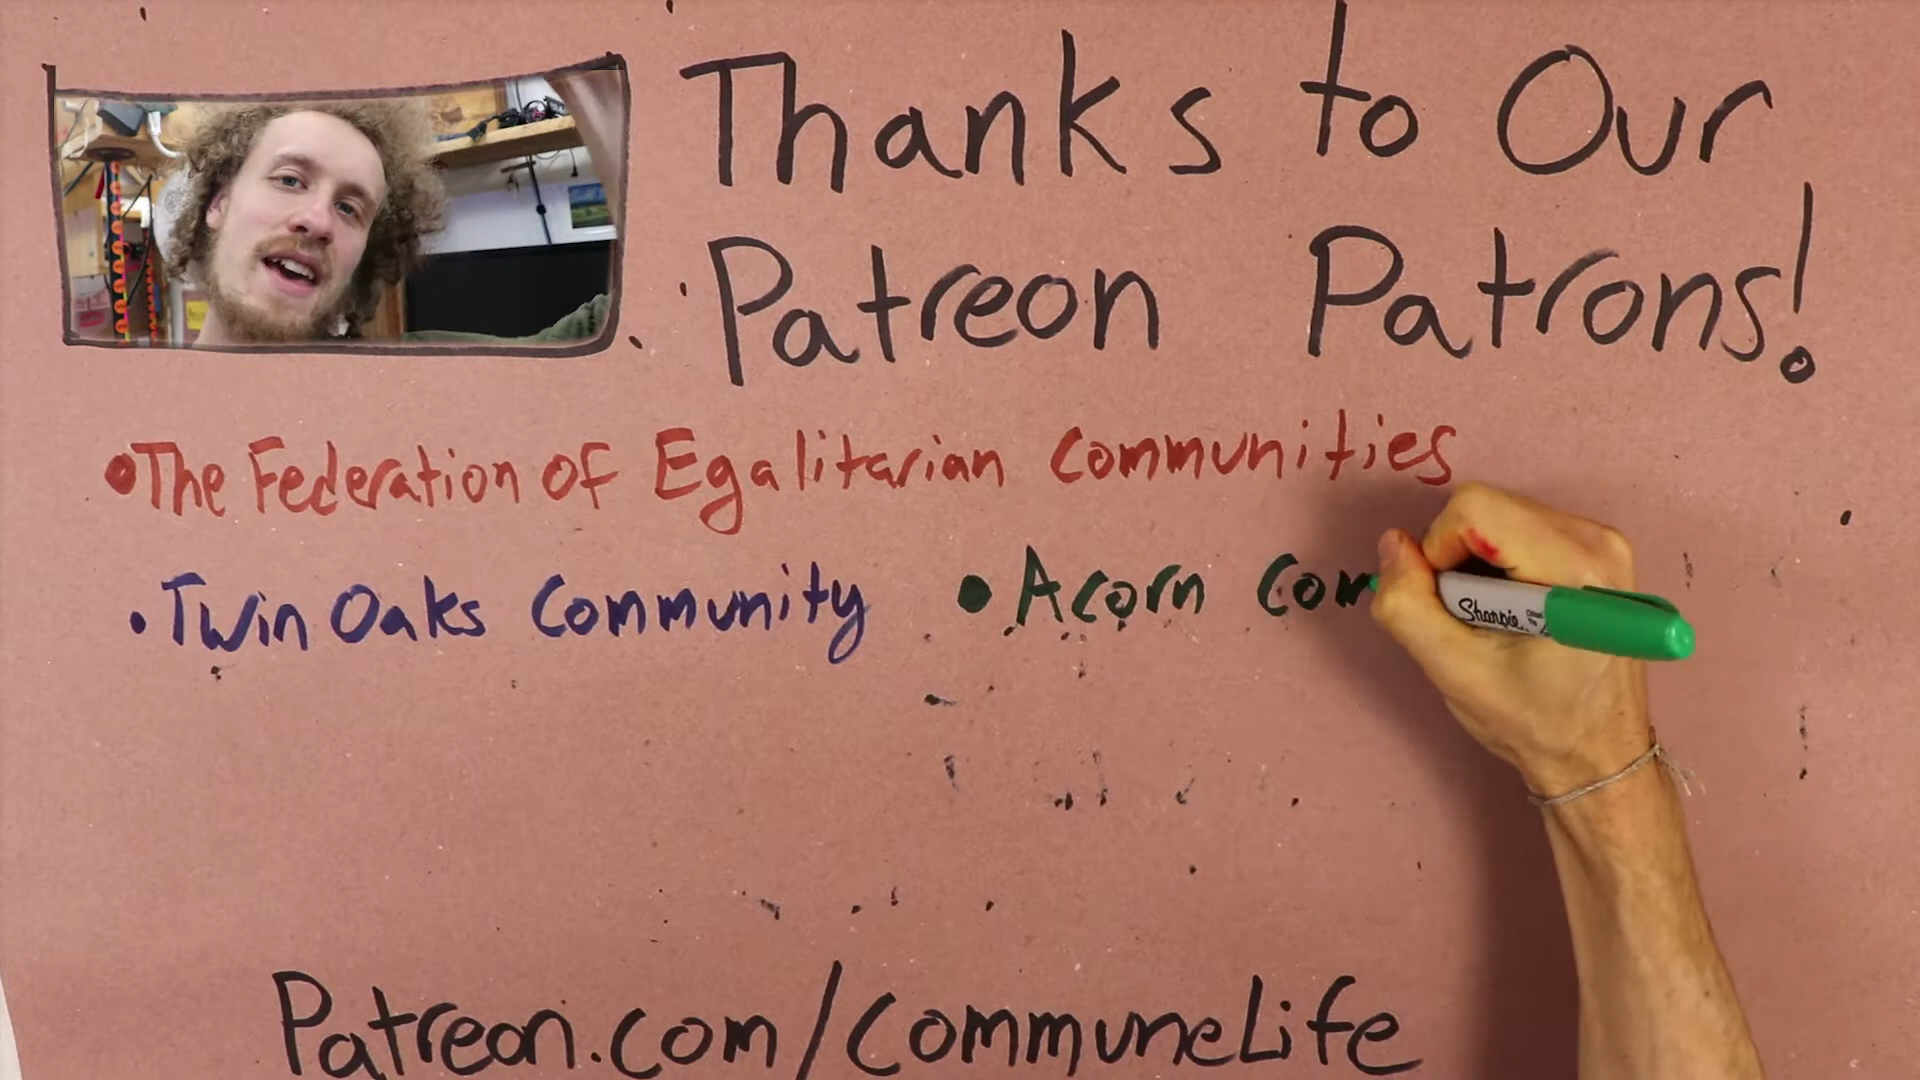 Thanks to Our
Patreon Patrons!
•The Federation of Egalitarian Communities
•Twin Oaks Community •Acorn Com
Sharpie
Patreon.com/CommuneLife